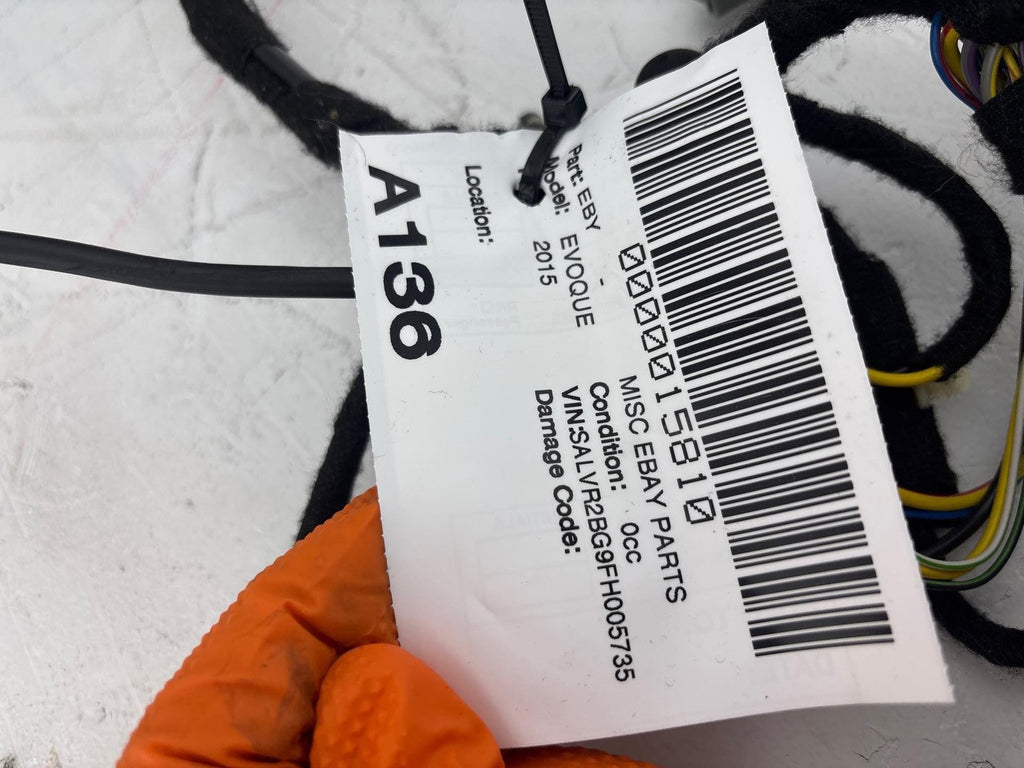 0000015810
Part: EBY - MISC EBAY PARTS
Model: EVOQUE Condition: 0cc
2015 VIN:SALVR2BG9FH005735
Damage Code:
Location:
A136